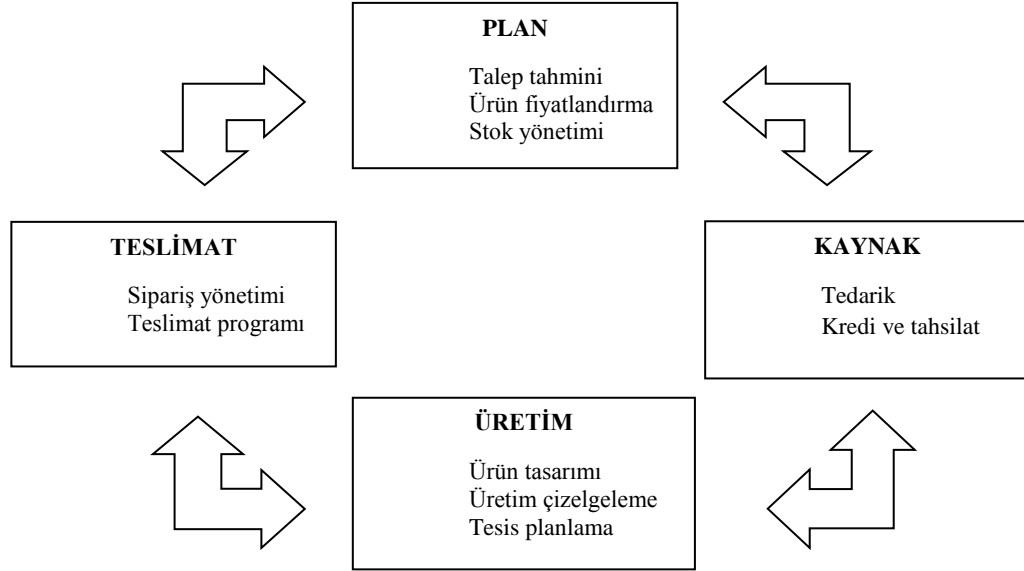 PLAN
Talep tahmini
Ürün fiyatlandırma
Stok yönetimi
TESLİMAT
Sipariş yönetimi
Teslimat programı
KAYNAK
Tedarik
Kredi ve tahsilat
ÜRETİM
Ürün tasarımı
Üretim çizelgeleme
Tesis planlama